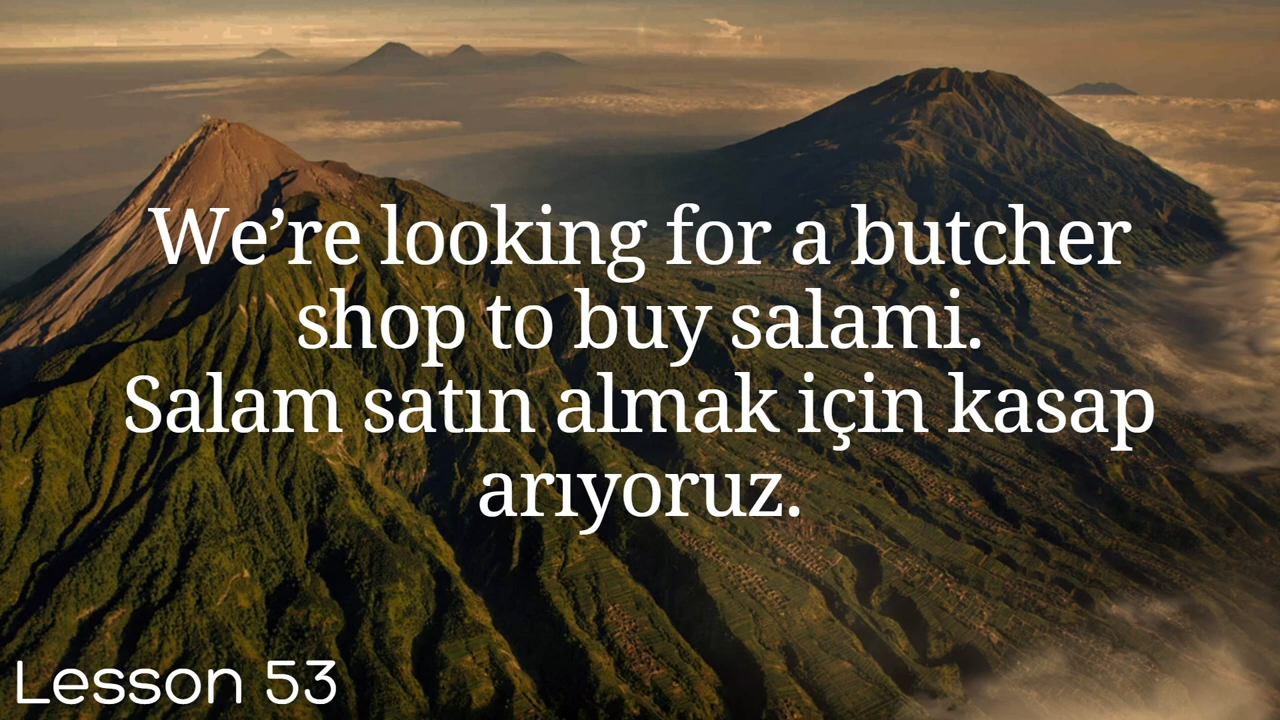 We’re looking for a butcher
shop to buy salami.
Salam satın almak için kasap
arıyoruz.
Lesson 53